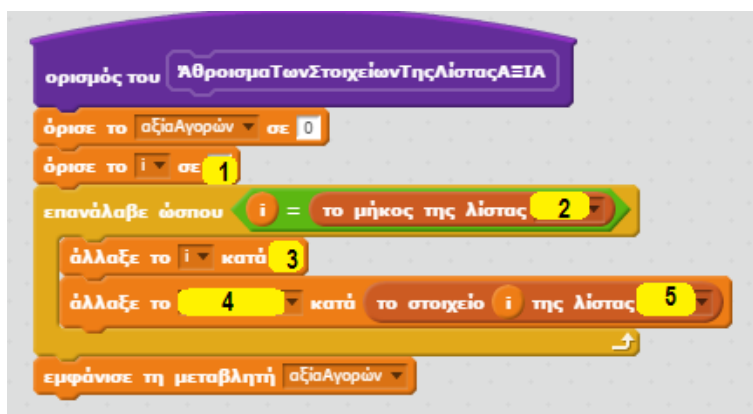 ορισμός του ΆθροισμαΤωνΣτοιχείωνΤηςΛίσταςΑΞΙΑ
όρισε το αξίαΑγορών σε 0
όρισε το i σε 1
επανάλαβε ώσπου i = το μήκος της λίστας 2
άλλαξε το i κατά 3
άλλαξε το 4 κατά το στοιχείο i της λίστας 5
εμφάνισε τη μεταβλητή αξίαΑγορών